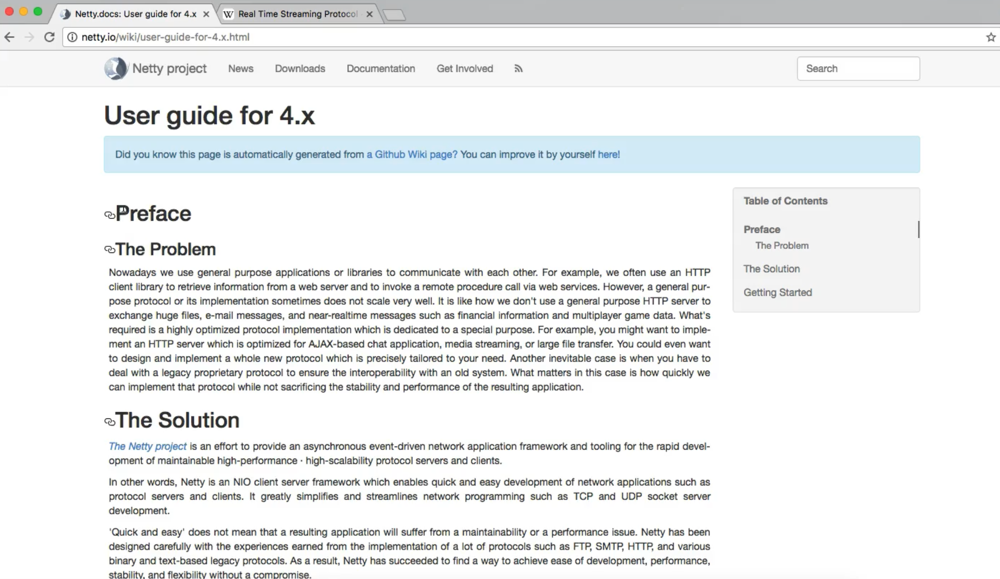 Netty.docs: User guide for 4.x
Real Time Streaming Protocol
netty.io/wiki/user-guide-for-4.x.html
Netty project
News
Downloads
Documentation
Get Involved
Search
User guide for 4.x
Did you know this page is automatically generated from a Github Wiki page? You can improve it by yourself here!
Preface
The Problem
Nowadays we use general purpose applications or libraries to communicate with each other. For example, we often use an HTTP
client library to retrieve information from a web server and to invoke a remote procedure call via web services. However, a general pur-
pose protocol or its implementation sometimes does not scale very well. It is like how we don't use a general purpose HTTP server to
exchange huge files, e-mail messages, and near-realtime messages such as financial information and multiplayer game data. What's
required is a highly optimized protocol implementation which is dedicated to a special purpose. For example, you might want to imple-
ment an HTTP server which is optimized for AJAX-based chat application, media streaming, or large file transfer. You could even want
to design and implement a whole new protocol which is precisely tailored to your need. Another inevitable case is when you have to
deal with a legacy proprietary protocol to ensure the interoperability with an old system. What matters in this case is how quickly we
can implement that protocol while not sacrificing the stability and performance of the resulting application.
The Solution
The Netty project is an effort to provide an asynchronous event-driven network application framework and tooling for the rapid devel-
opment of maintainable high-performance · high-scalability protocol servers and clients.
In other words, Netty is an NIO client server framework which enables quick and easy development of network applications such as
protocol servers and clients. It greatly simplifies and streamlines network programming such as TCP and UDP socket server
development.
'Quick and easy' does not mean that a resulting application will suffer from a maintainability or a performance issue. Netty has been
designed carefully with the experiences earned from the implementation of a lot of protocols such as FTP, SMTP, HTTP, and various
binary and text-based legacy protocols. As a result, Netty has succeeded to find a way to achieve ease of development, performance,
stability, and flexibility without a compromise.
Table of Contents
Preface
The Problem
The Solution
Getting Started